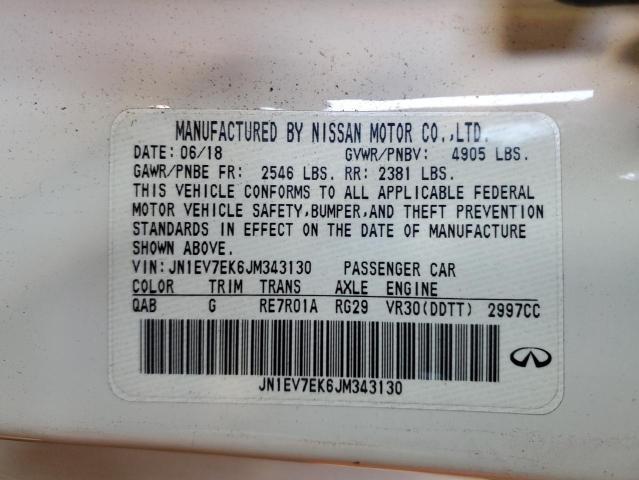 MANUFACTURED BY NISSAN MOTOR CO.,LTD.
DATE: 06/18 GVWR/PNBV: 4905 LBS.
GAWR/PNBE FR: 2546 LBS. RR: 2381 LBS.
THIS VEHICLE CONFORMS TO ALL APPLICABLE FEDERAL
MOTOR VEHICLE SAFETY,BUMPER,AND THEFT PREVENTION
STANDARDS IN EFFECT ON THE DATE OF MANUFACTURE
SHOWN ABOVE.
VIN: JN1EV7EK6JM343130 PASSENGER CAR
COLOR TRIM TRANS AXLE ENGINE
QAB G RE7R01A RG29 VR30(DDTT) 2997CC
JN1EV7EK6JM343130